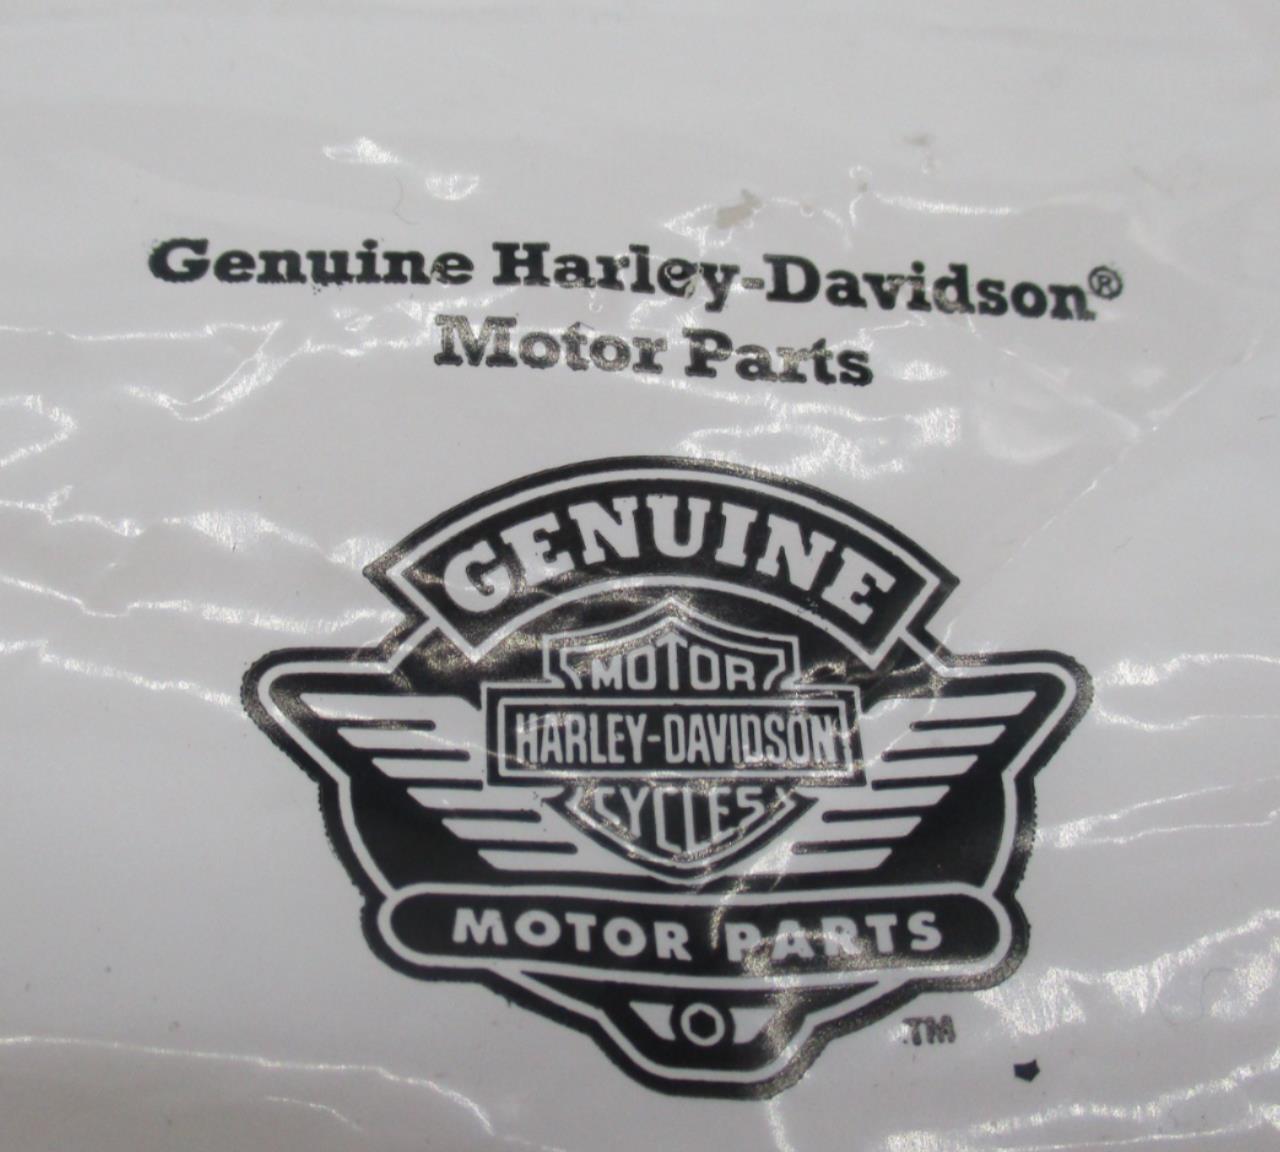 Genuine Harley-Davidson®
Motor Parts
GENUINE
MOTOR
HARLEY-DAVIDSON
CYCLES
MOTOR PARTS
TM